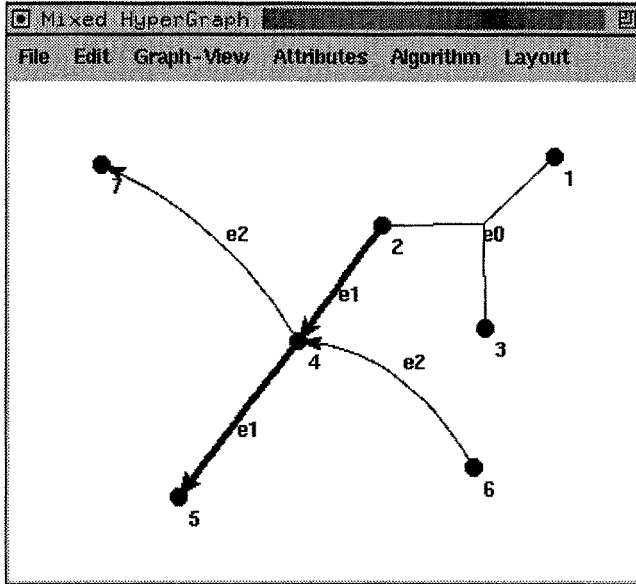 Mixed HyperGraph
File Edit Graph-View Attributes Algorithm Layout
7
1
e2
2
e0
e1
3
4
e2
e1
6
5